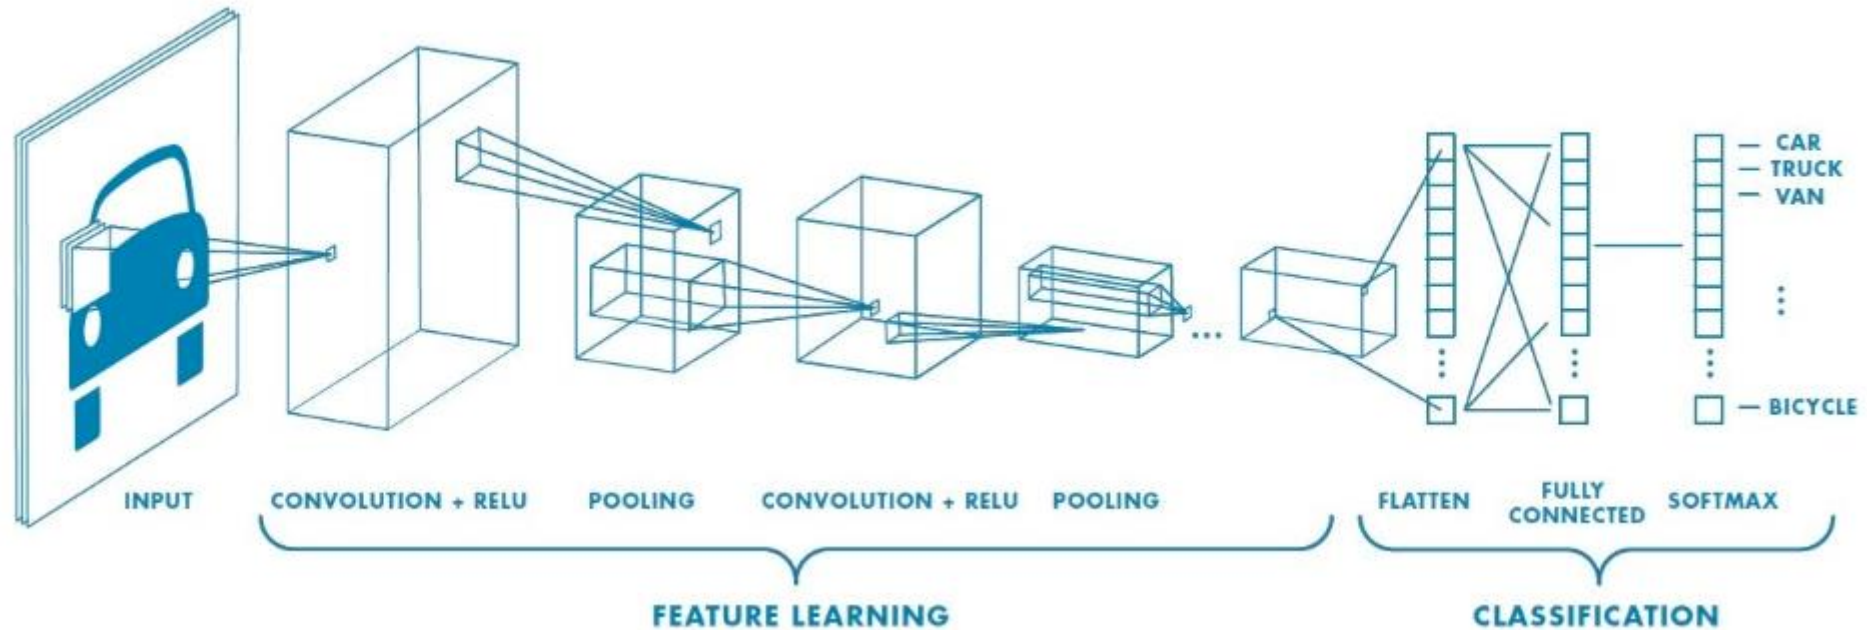 CAR
TRUCK
VAN
BICYCLE
INPUT
CONVOLUTION + RELU
POOLING
CONVOLUTION + RELU
POOLING
FLATTEN
FULLY
CONNECTED
SOFTMAX
FEATURE LEARNING
CLASSIFICATION